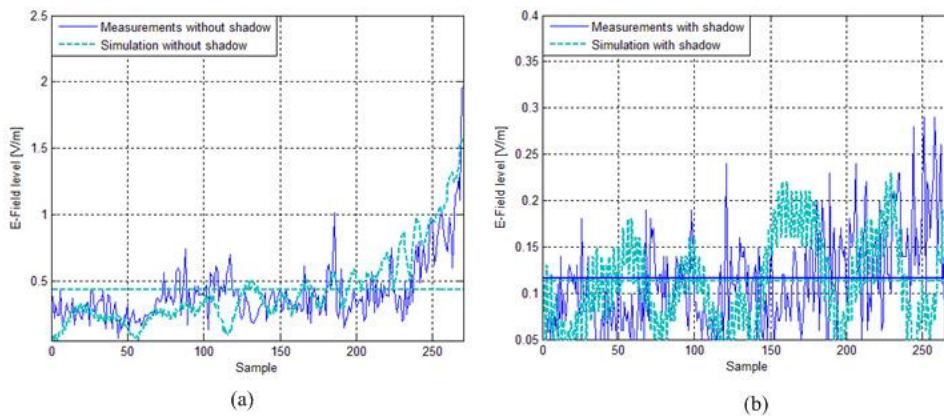 Measurements without shadow
Simulation without shadow
E-Field level [V/m]
2.5
2
1.5
1
0.5
0 50 100 150 200 250
Sample
(a)
Measurements with shadow
Simulation with shadow
E-Field level [V/m]
0.4
0.35
0.3
0.25
0.2
0.15
0.1
0.05
0 50 100 150 200 250
Sample
(b)